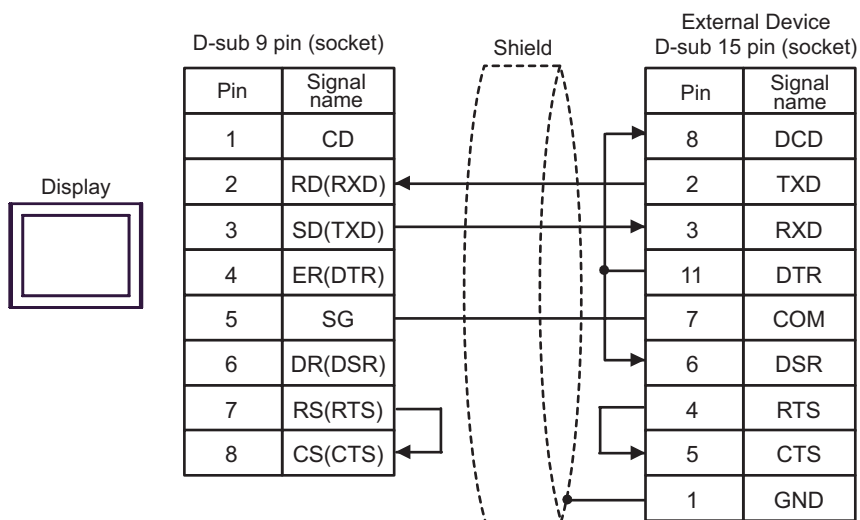 External Device
D-sub 9 pin (socket) Shield D-sub 15 pin (socket)
Pin Signal name Pin Signal name
1 CD 8 DCD
Display 2 RD(RXD) 2 TXD
3 SD(TXD) 3 RXD
4 ER(DTR) 11 DTR
5 SG 7 COM
6 DR(DSR) 6 DSR
7 RS(RTS) 4 RTS
8 CS(CTS) 5 CTS
1 GND